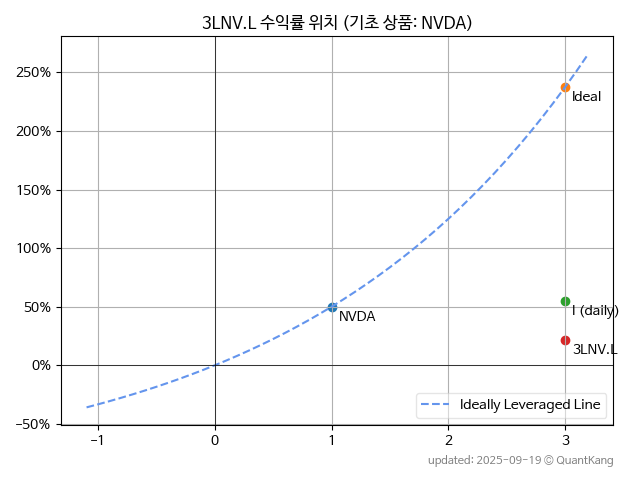 3LNV.L 수익률 위치 (기초 상품: NVDA)
250%
200%
150%
100%
50%
0%
−50%
Ideal
NVDA
I (daily)
3LNV.L
Ideally Leveraged Line
−1
0
1
2
3
updated: 2025-09-19 © QuantKang